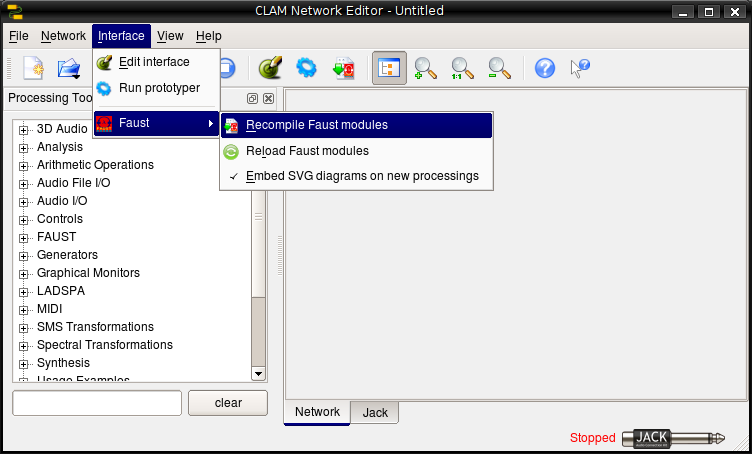 CLAM Network Editor - Untitled
File Network Interface View Help
Edit interface
Run prototyper
Faust
Recompile Faust modules
Reload Faust modules
Embed SVG diagrams on new processings
Processing Too
3D Audio
Analysis
Arithmetic Operations
Audio File I/O
Audio I/O
Controls
FAUST
Generators
Graphical Monitors
LADSPA
MIDI
SMS Transformations
Spectral Transformations
Synthesis
Usage Examples
clear
Network Jack
Stopped JACK